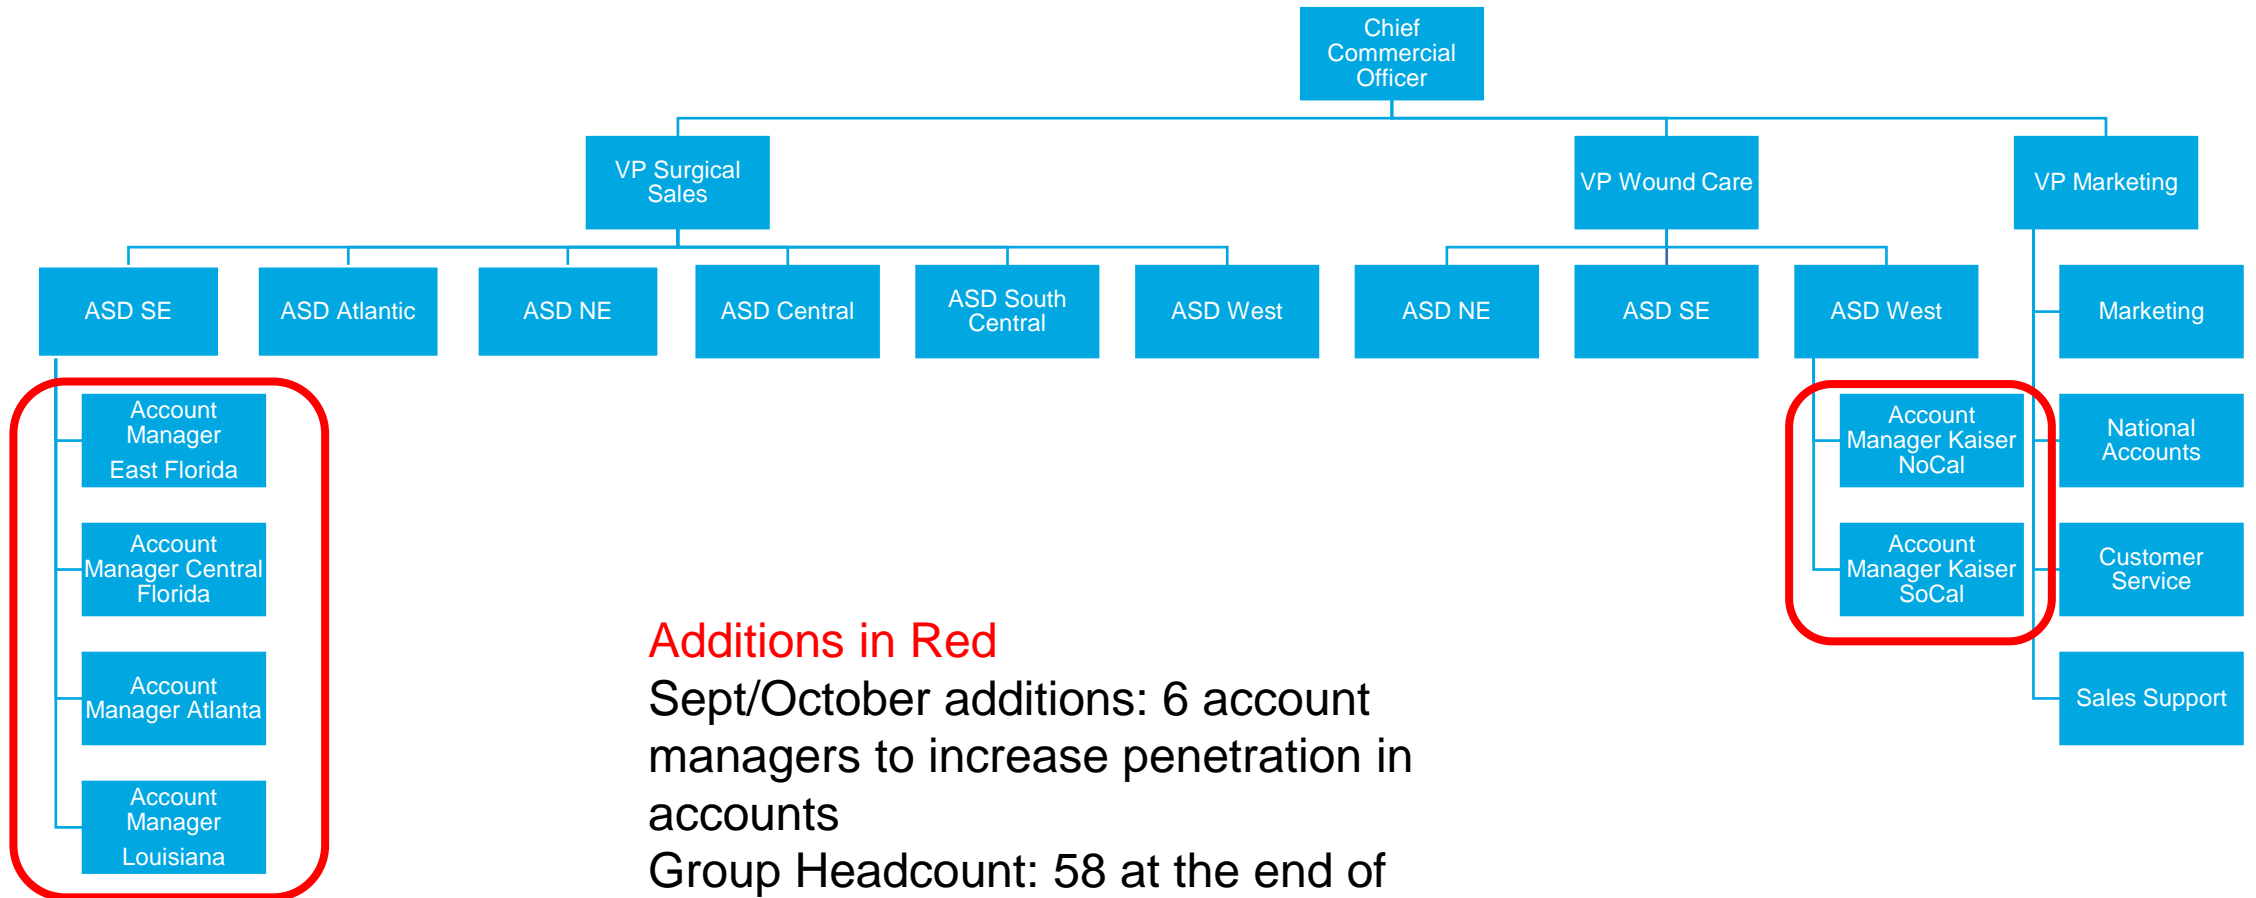 Chief
Commercial
Officer
VP Surgical
Sales
VP Wound Care
VP Marketing
ASD SE
ASD Atlantic
ASD NE
ASD Central
ASD South
Central
ASD West
ASD NE
ASD SE
ASD West
Marketing
Account
Manager
East Florida
Account
Manager Kaiser
NoCal
National
Accounts
Account
Manager Central
Florida
Account
Manager Kaiser
SoCal
Customer
Service
Account
Manager Atlanta
Sales Support
Account
Manager
Louisiana
Additions in Red
Sept/October additions: 6 account
managers to increase penetration in
accounts
Group Headcount: 58 at the end of